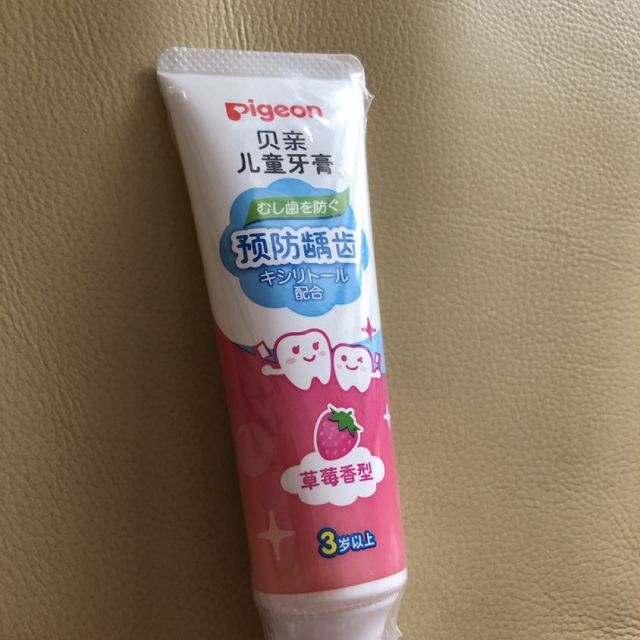 Pigeon
贝亲
儿童牙膏
むし歯を防ぐ
预防龋齿
キシリトール
配合
草莓香型
3岁以上